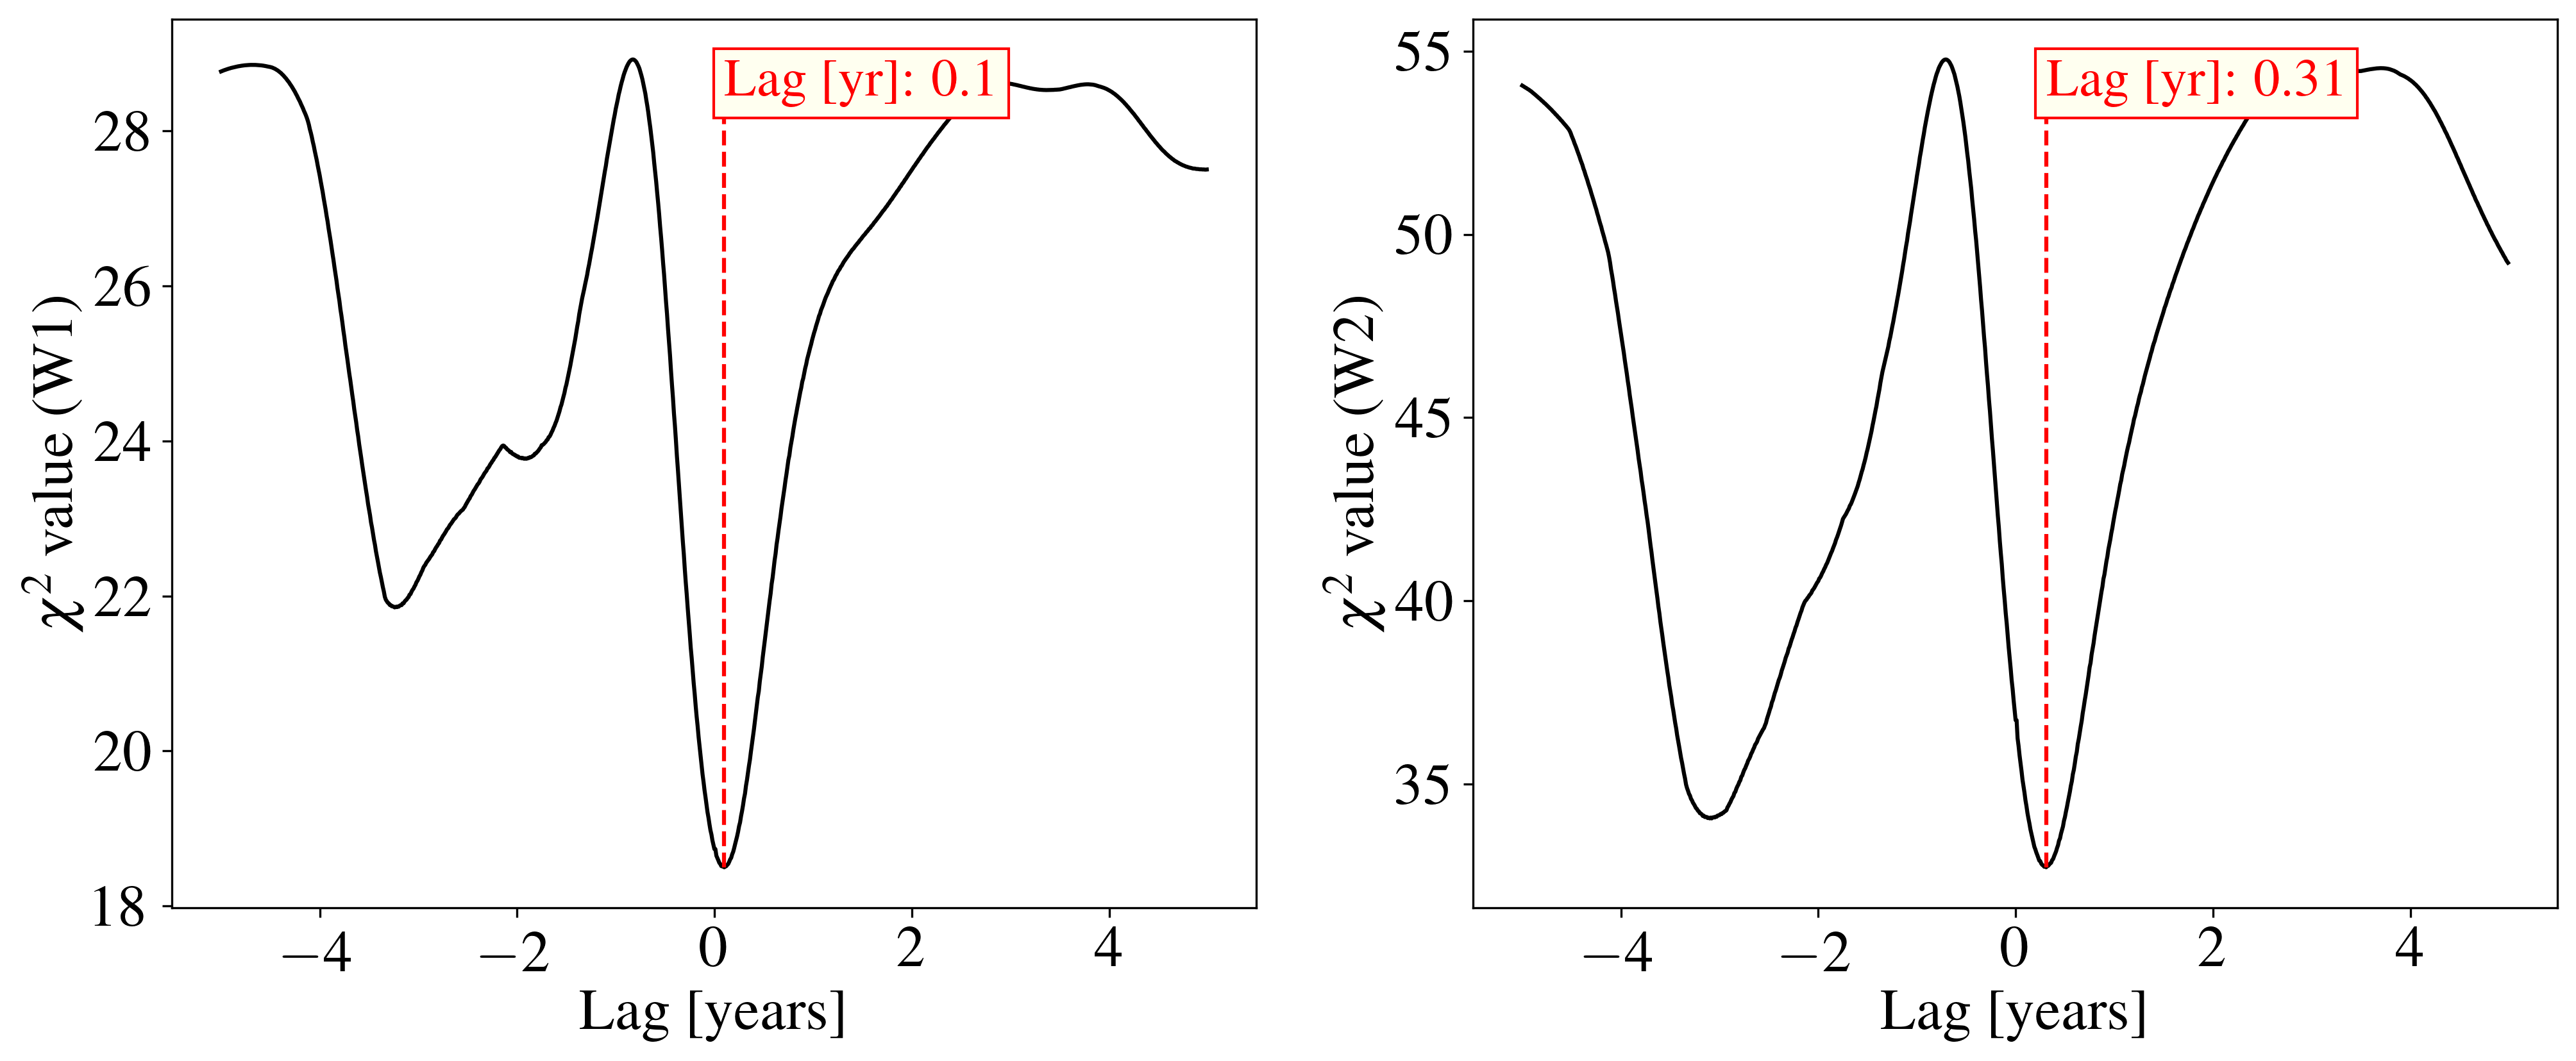 Lag [yr]: 0.1
χ² value (W1)
28
26
24
22
20
18
−4 −2 0 2 4
Lag [years]
Lag [yr]: 0.31
χ² value (W2)
55
50
45
40
35
−4 −2 0 2 4
Lag [years]